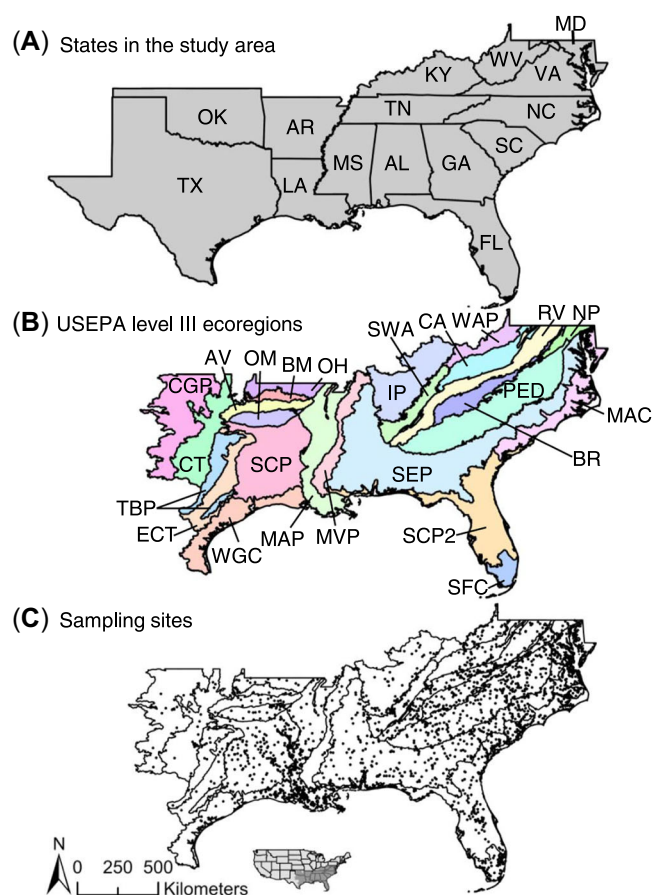 (A) States in the study area
MD
WV
KY
VA
OK
TN
NC
AR
SC
MS
AL
GA
TX
LA
FL
(B) USEPA level III ecoregions
RV
NP
CA
WAP
SWA
AV
OM
BM
OH
CGP
IP
PED
MAC
CT
SCP
SEP
BR
TBP
ECT
WGC
MAP
MVP
SCP2
SFC
(C) Sampling sites
N
0 250 500
Kilometers